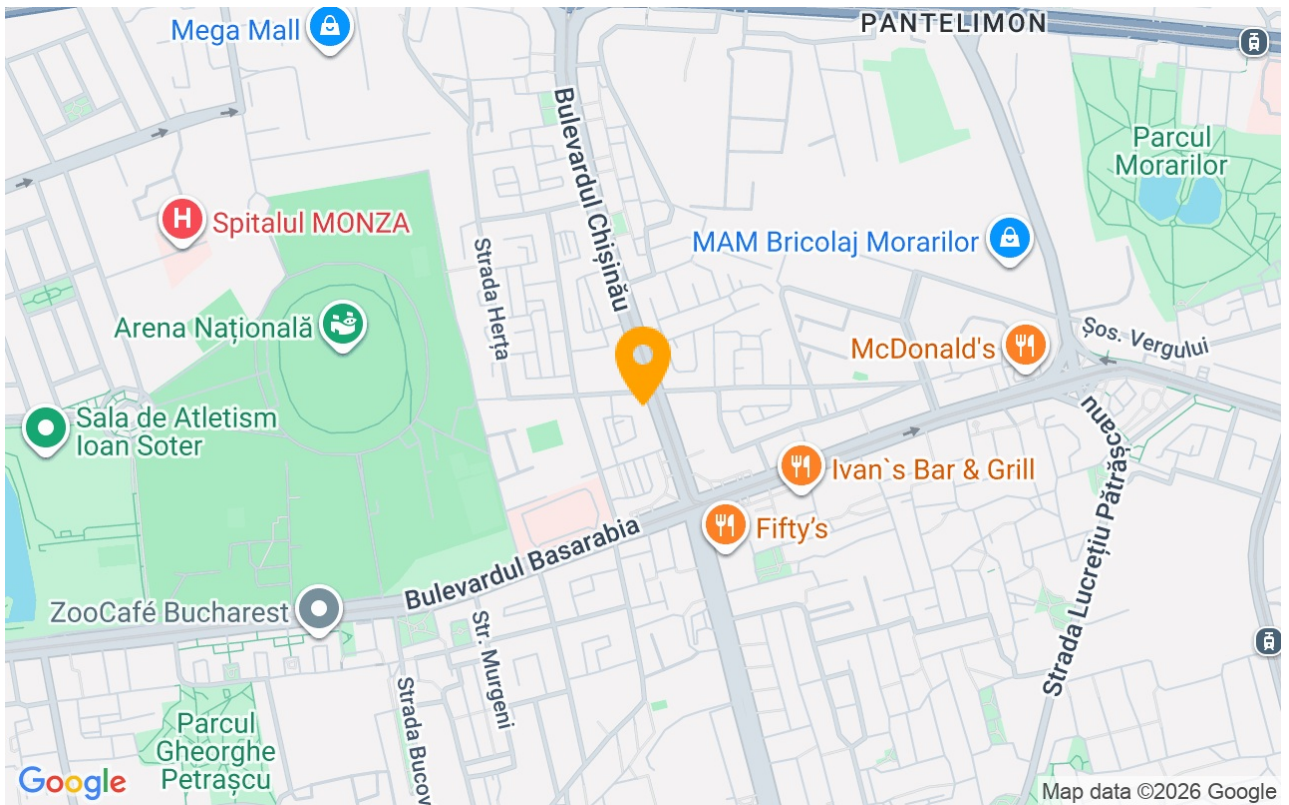 PANTELIMON
Mega Mall
Bulevardul Chișinău
Parcul
Morarilor
H
Spitalul MONZA
MAM Bricolaj Morarilor
Strada Herța
Arena Națională
Șos. Vergului
McDonald's
Sala de Atletism
Ioan Soter
Ivan`s Bar & Grill
Strada Lucrețiu Pătrășcanu
Fifty's
Bulevardul Basarabia
ZooCafé Bucharest
Str. Murgeni
Strada Bucov
Parcul
Gheorghe
Petrașcu
Google
Map data ©2026 Google